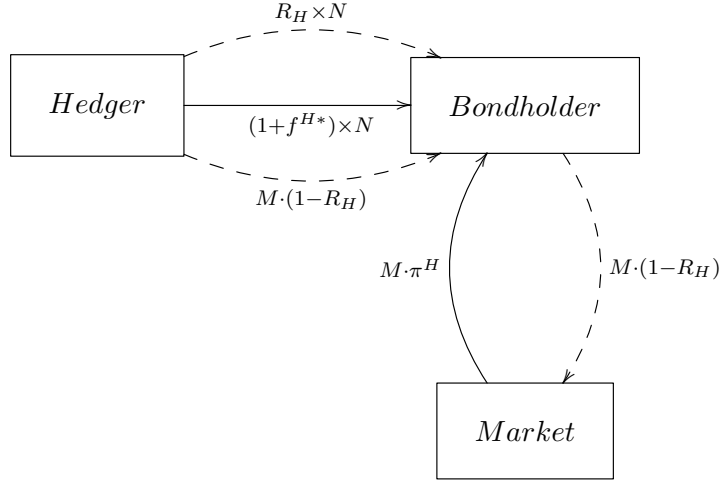 R_H × N
Hedger
Bondholder
(1+f^{H*})×N
M·(1−R_H)
M·π^H
M·(1−R_H)
Market